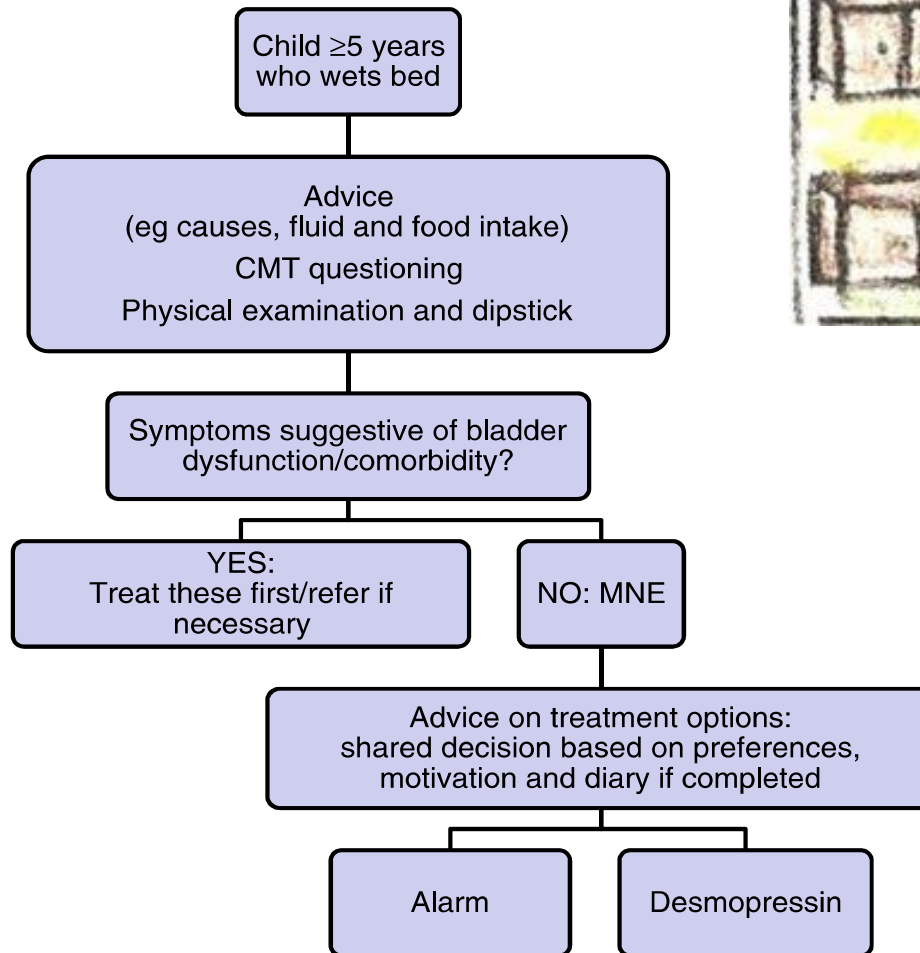 Child ≥5 years
who wets bed
Advice
(eg causes, fluid and food intake)
CMT questioning
Physical examination and dipstick
Symptoms suggestive of bladder
dysfunction/comorbidity?
YES:
Treat these first/refer if
necessary
NO: MNE
Advice on treatment options:
shared decision based on preferences,
motivation and diary if completed
Alarm
Desmopressin